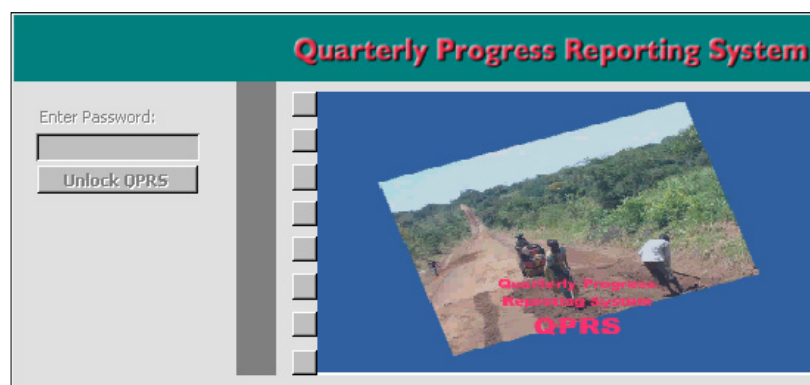 Quarterly Progress Reporting System
Enter Password:
Unlock QPRS
Quarterly Progress
Reporting System
QPRS